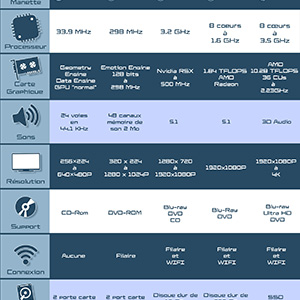 Manette
Processeur
33.9 MHz
298 MHz
3.2 GHz
8 coeurs
à
1.6 GHz
8 coeurs
à
3,5 GHz
Carte
Graphique
Geometry
Engine
Data Engine
GPU "normal"
Emotion Engine
128 bits
à
298 MHz
Nvidia RSX
à
500 MHz
1.84 TFLOPS
AMD
Radeon
AMD
10.28 TFLOPS
36 CUs
à
2.23GHz
Sons
24 voies
en
44.1 KHz
48 canaux
mémoire de
son 2 Mo
5.1
5.1
3D Audio
Résolution
256x224
à
640x480P
320 x 224
à
1280 x 1024P
1280x 720
à
1920x1080P
1920x1080P
1920x1080P
à
4K
Support
CD-Rom
DVD-ROM
Blu-ray
DVD
CD
Blu-Ray
DVD
Blu-ray
Ultra HD
DVD
Connexion
Aucune
Filaire
Filaire
et
WIFI
Filaire
et
WIFI
Filaire
et
WIFI
2 porte carte
2 port carte
Disque dur de
Disque dur de
SSD